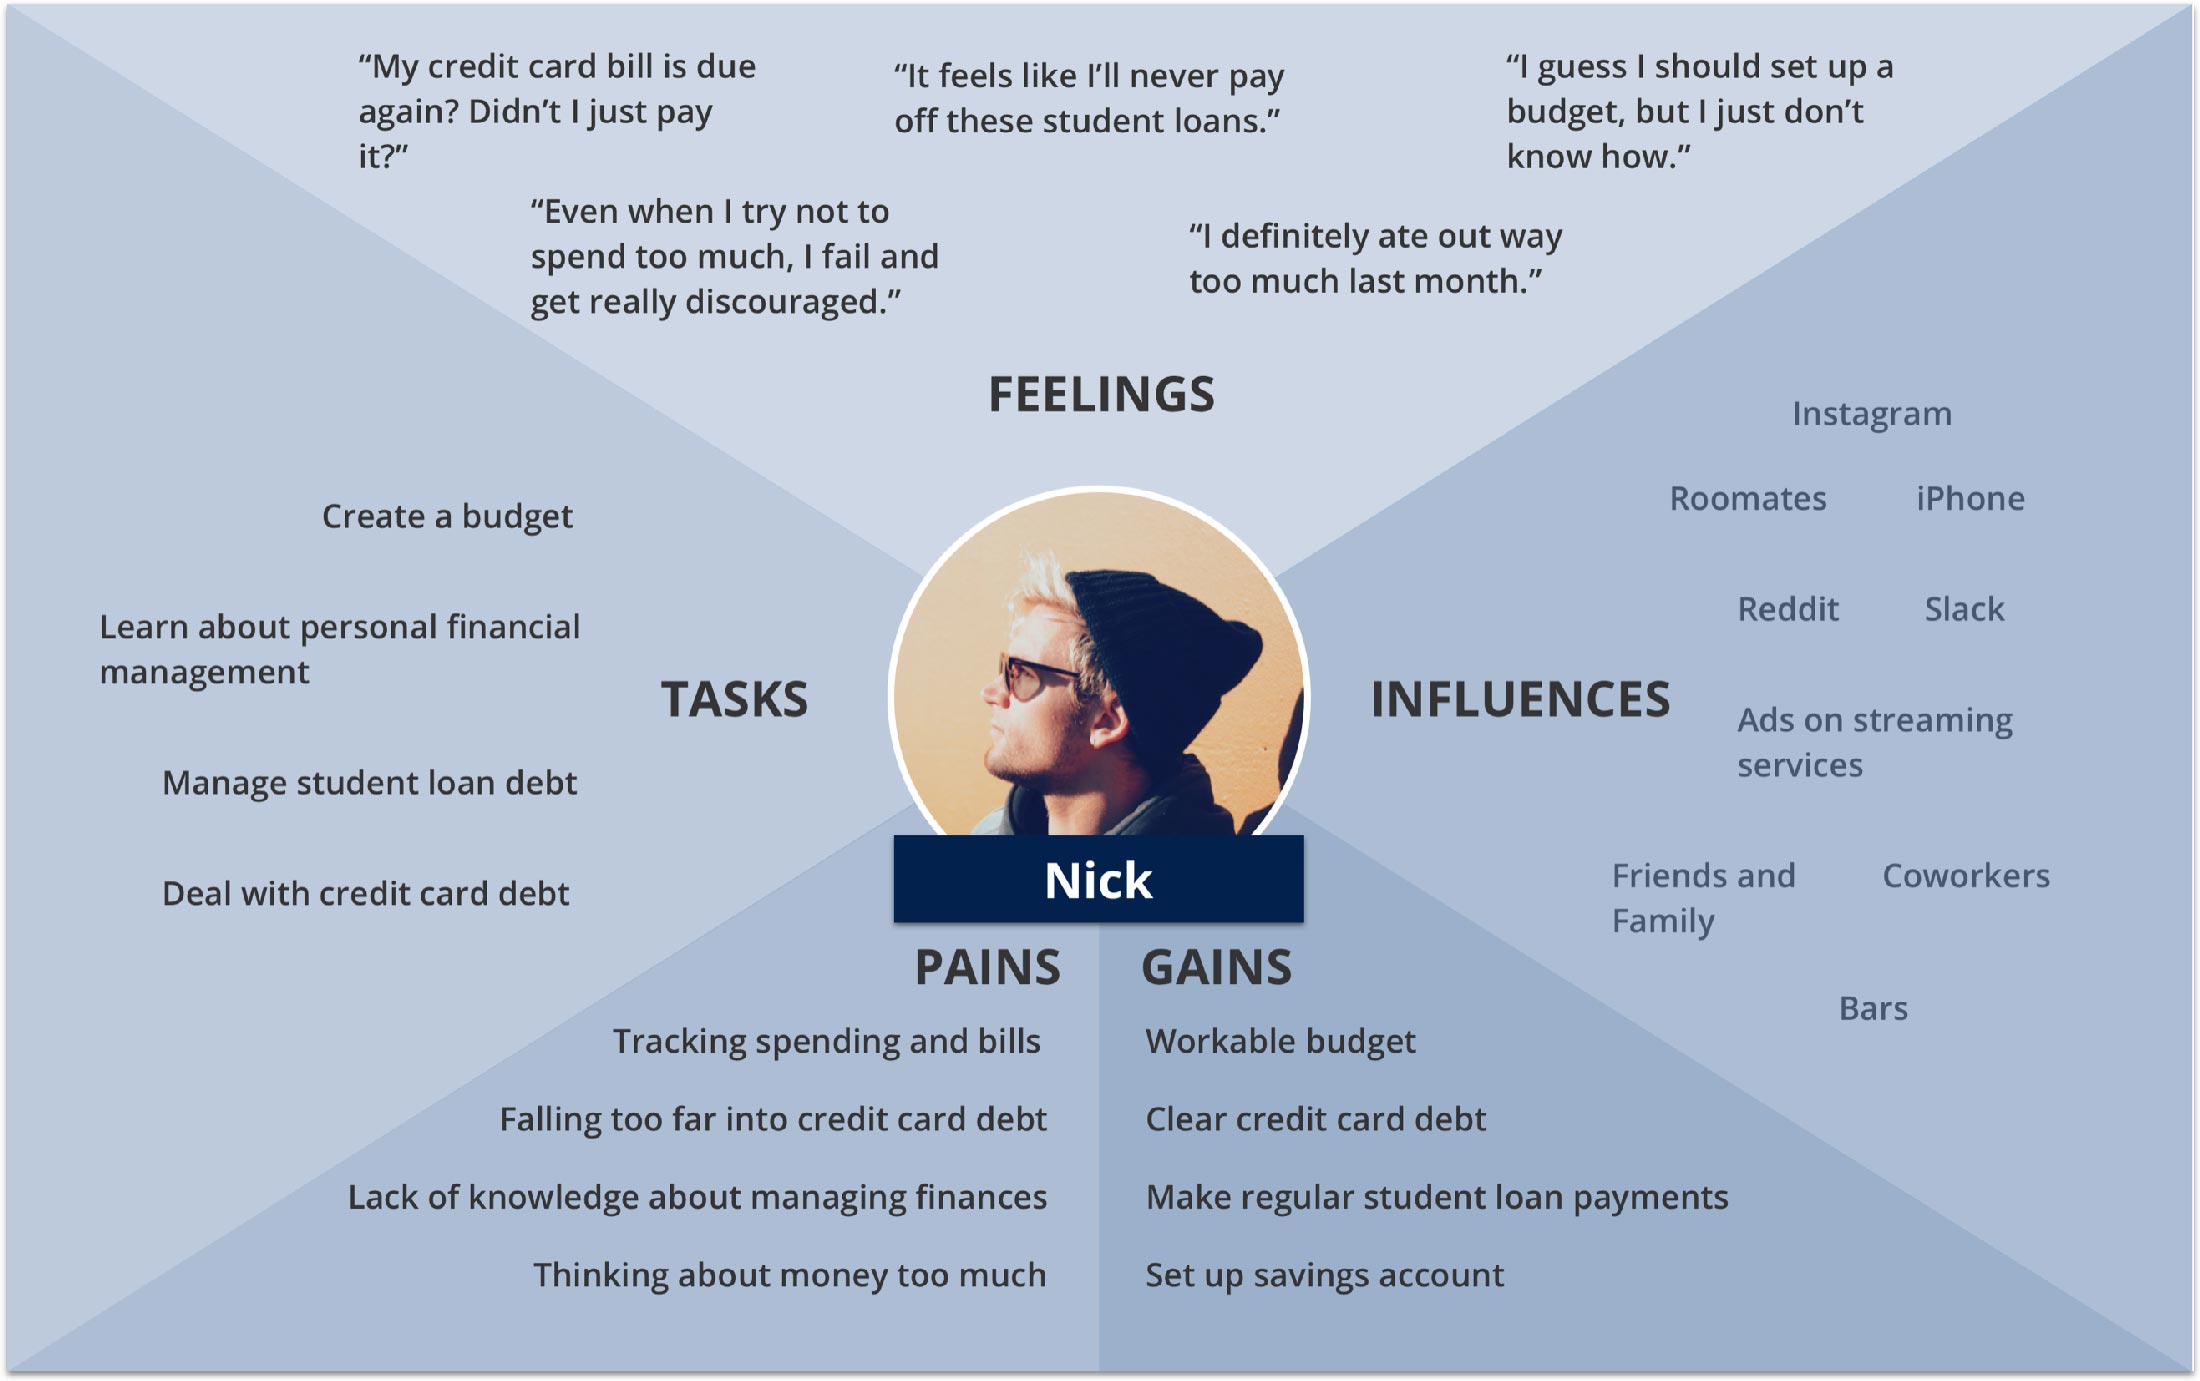 “My credit card bill is due
again? Didn’t I just pay
it?”
“It feels like I’ll never pay
off these student loans.”
“I guess I should set up a
budget, but I just don’t
know how.”
“Even when I try not to
spend too much, I fail and
get really discouraged.”
“I definitely ate out way
too much last month.”
FEELINGS
Create a budget
Learn about personal financial
management
Manage student loan debt
Deal with credit card debt
TASKS
INFLUENCES
Instagram
Roomates
iPhone
Reddit
Slack
Ads on streaming
services
Friends and
Family
Coworkers
Bars
Nick
PAINS
Tracking spending and bills
Falling too far into credit card debt
Lack of knowledge about managing finances
Thinking about money too much
GAINS
Workable budget
Clear credit card debt
Make regular student loan payments
Set up savings account